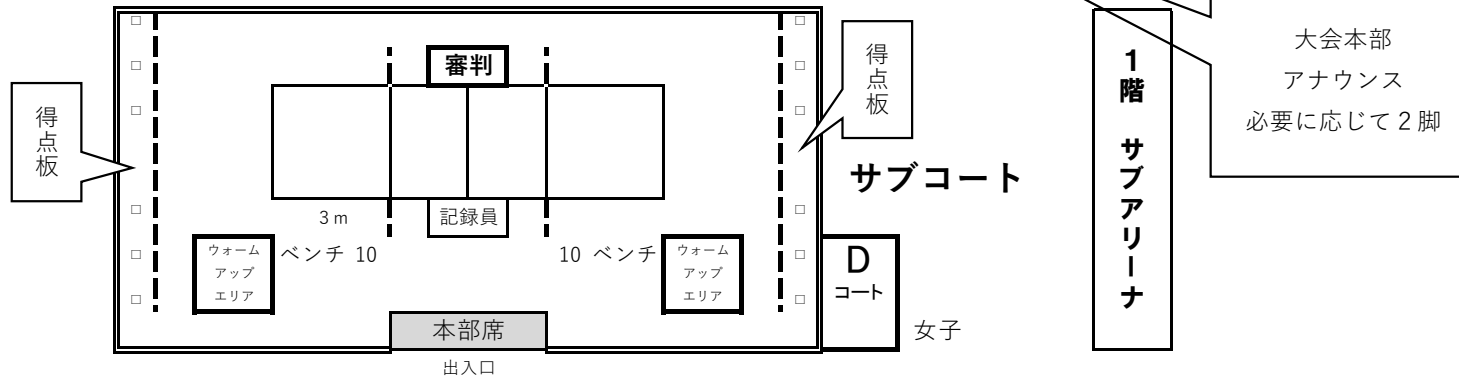 大会本部
アナウンス
必要に応じて２脚
審判
得点板
得点板
サブコート
1階 サブアリーナ
3ｍ
記録員
ウォーム
アップ
エリア
ベンチ 10
10 ベンチ
ウォーム
アップ
エリア
D
コート
本部席
女子
出入口